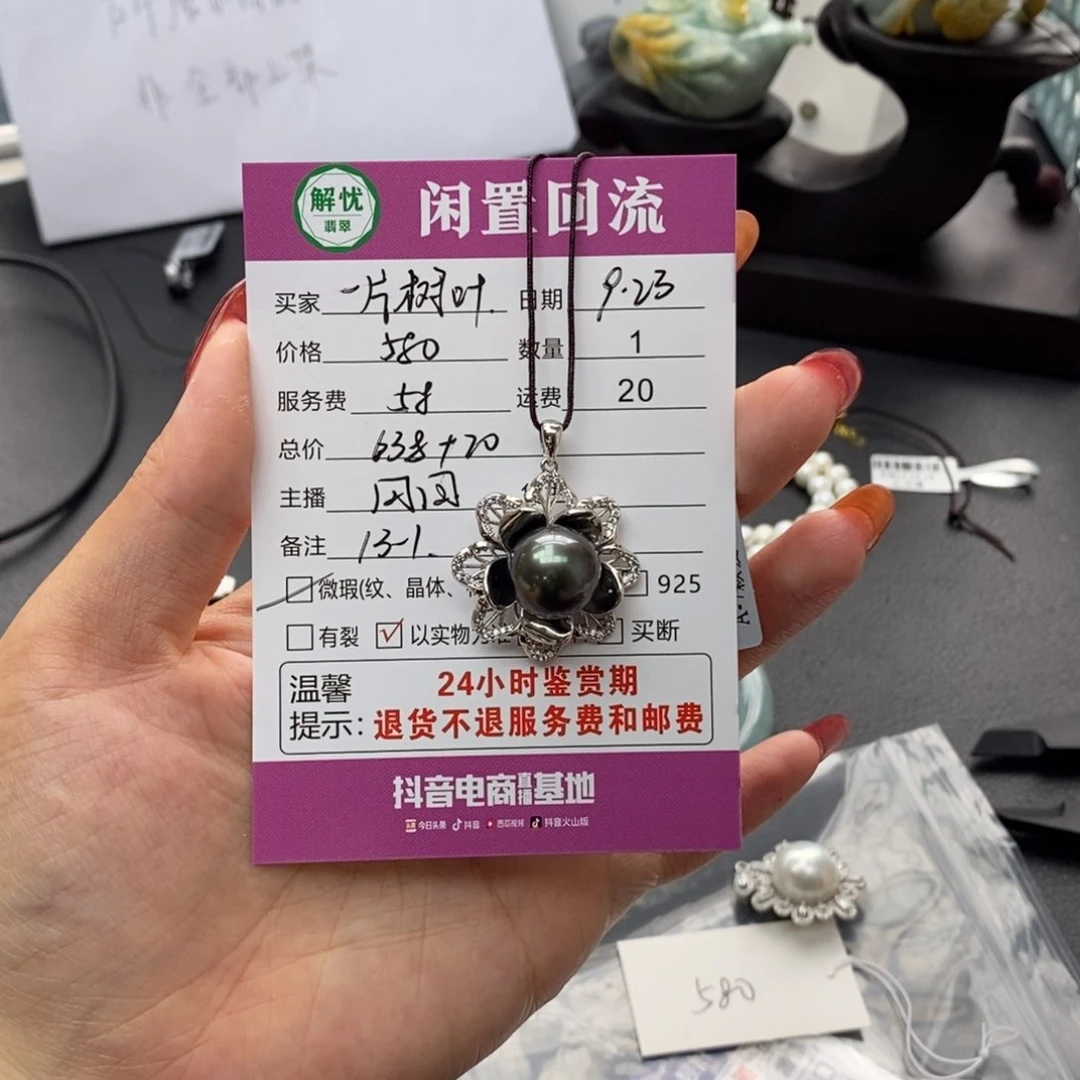 解忧
翡翠
闲置回流
买家 一片树叶 日期 9.23
价格 580 数量 1
服务费 58 运费 20
总价 638+20
主播 囡囡
备注 13-1.
微瑕(纹、晶体、 925
有裂 以实物为准 买断
温馨 24小时鉴赏期
提示: 退货不退服务费和邮费
抖音电商直播基地
今日头条 抖音 西瓜视频 抖音火山版
580